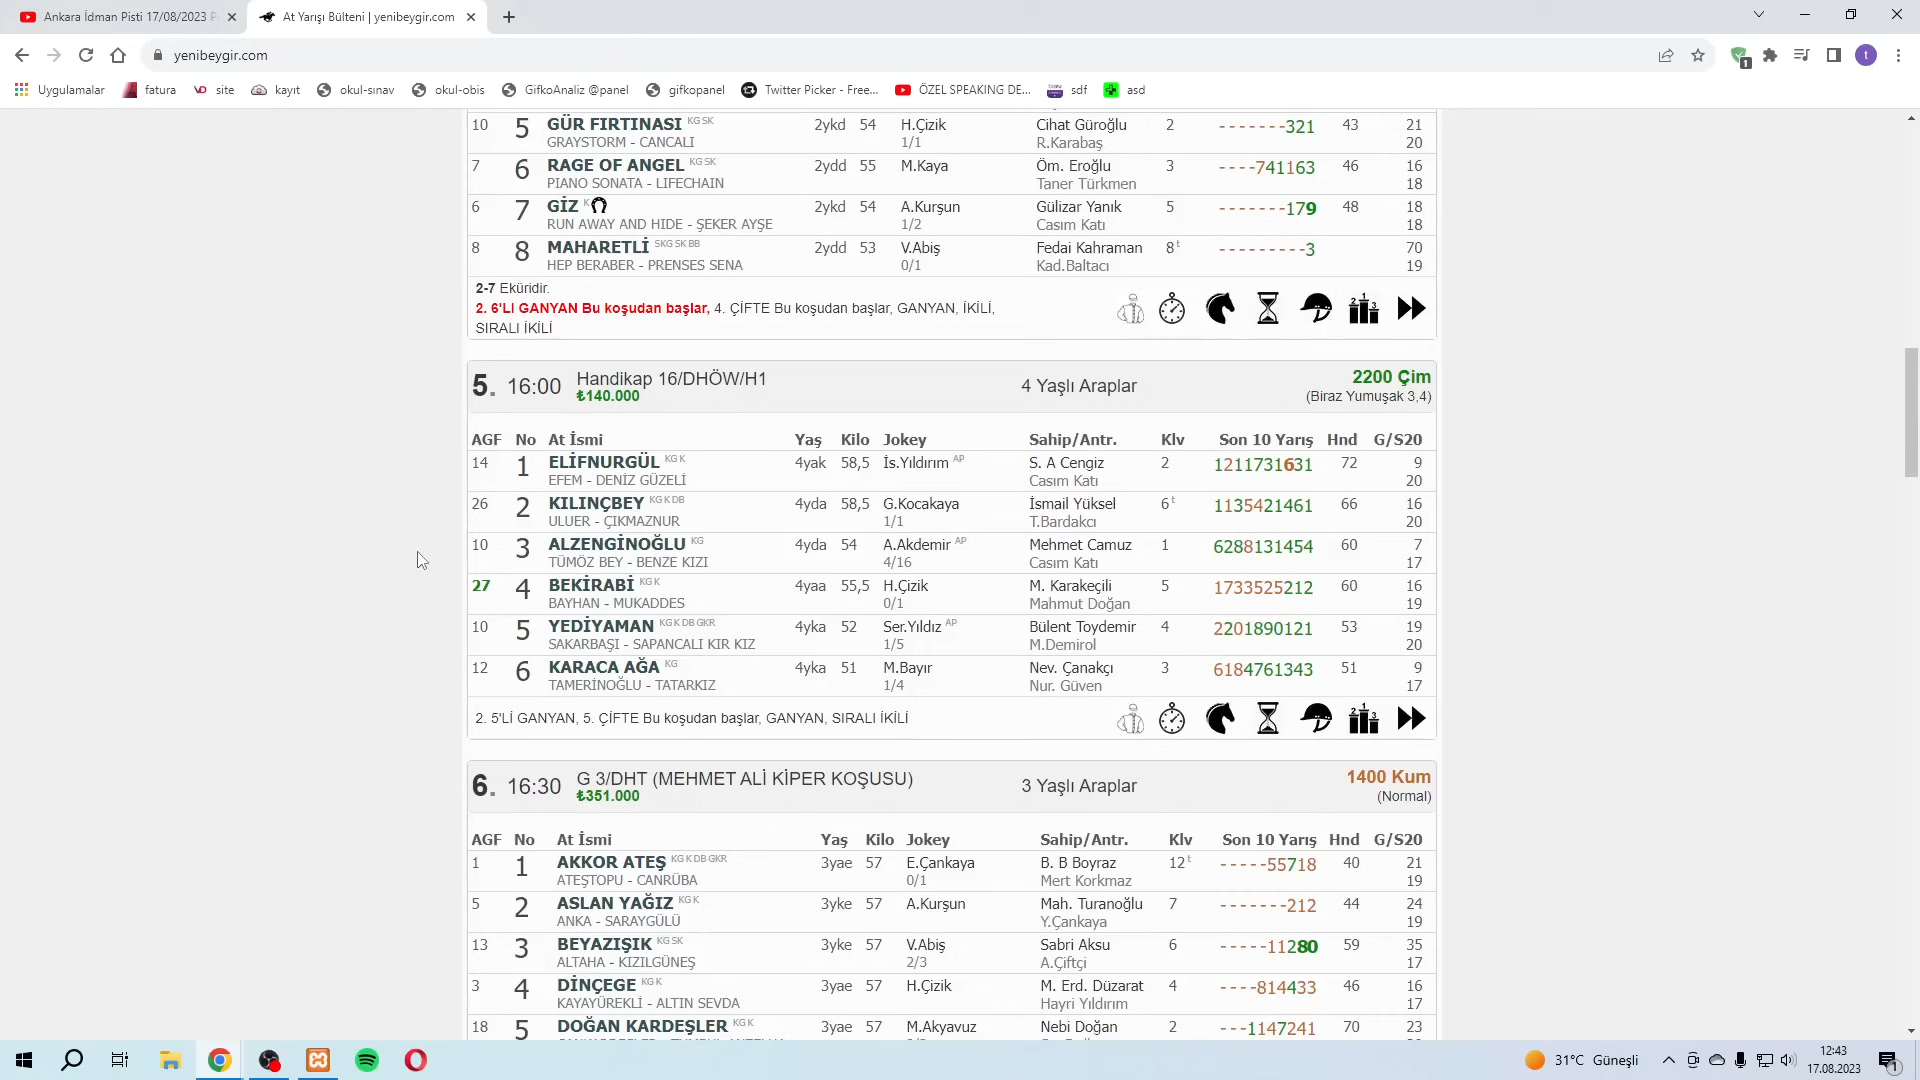 Ankara İdman Pisti 17/08/2023 P
At Yarışı Bülteni | yenibeygir.com
yenibeygir.com
1
t
Uygulamalar fatura site kayıt okul-sınav okul-obis GifkoAnaliz @panel gifkopanel Twitter Picker - Free... ÖZEL SPEAKING DE... sdf asd
10 5 GÜR FIRTINASI KG SK 2ykd 54 H.Çizik Cihat Güroğlu 2 -------321 43 21
GRAYSTORM - CANCALI 1/1 R.Karabaş 20
7 6 RAGE OF ANGEL KG SK 2ydd 55 M.Kaya Öm. Eroğlu 3 ----741163 46 16
PIANO SONATA - LIFECHAIN Taner Türkmen 18
6 7 GİZ K 2ykd 54 A.Kurşun Gülizar Yanık 5 -------179 48 18
RUN AWAY AND HIDE - ŞEKER AYŞE 1/2 Casım Katı 18
8 8 MAHARETLİ SKG SK BB 2ydd 53 V.Abiş Fedai Kahraman 8 t ---------3 70
HEP BERABER - PRENSES SENA 0/1 Kad.Baltacı 19
2-7 Eküridir.
2. 6'LI GANYAN Bu koşudan başlar, 4. ÇİFTE Bu koşudan başlar, GANYAN, İKİLİ,
SIRALI İKİLİ
5. 16:00 Handikap 16/DHÖW/H1 4 Yaşlı Araplar 2200 Çim
₺140.000 (Biraz Yumuşak 3,4)
AGF No At İsmi Yaş Kilo Jokey Sahip/Antr. Klv Son 10 Yarış Hnd G/S20
14 1 ELİFNURGÜL KG K 4yak 58,5 İs.Yıldırım AP S. A Cengiz 2 1211731631 72 9
EFEM - DENİZ GÜZELİ Casım Katı 20
26 2 KILINÇBEY KG K DB 4yda 58,5 G.Kocakaya İsmail Yüksel 6 t 1135421461 66 16
ULUER - ÇIKMAZNUR 1/1 T.Bardakcı 20
10 3 ALZENGİNOĞLU KG 4yda 54 A.Akdemir AP Mehmet Camuz 1 6288131454 60 7
TÜMÖZ BEY - BENZE KIZI 4/16 Casım Katı 17
27 4 BEKİRABİ KG K 4yaa 55,5 H.Çizik M. Karakeçili 5 1733525212 60 16
BAYHAN - MUKADDES 0/1 Mahmut Doğan 19
10 5 YEDİYAMAN KG K DB GKR 4yka 52 Ser.Yıldız AP Bülent Toydemir 4 2201890121 53 19
SAKARBAŞI - SAPANCALI KIR KIZ 1/5 M.Demirol 20
12 6 KARACA AĞA KG 4yka 51 M.Bayır Nev. Çanakçı 3 6184761343 51 9
TAMERİNOĞLU - TATARKIZ 1/4 Nur. Güven 17
2. 5'Lİ GANYAN, 5. ÇİFTE Bu koşudan başlar, GANYAN, SIRALI İKİLİ
6. 16:30 G 3/DHT (MEHMET ALİ KİPER KOŞUSU) 3 Yaşlı Araplar 1400 Kum
₺351.000 (Normal)
AGF No At İsmi Yaş Kilo Jokey Sahip/Antr. Klv Son 10 Yarış Hnd G/S20
1 1 AKKOR ATEŞ KG K DB GKR 3yae 57 E.Çankaya B. B Boyraz 12 t -----55718 40 21
ATEŞTOPU - CANRÜBA 0/1 Mert Korkmaz 19
5 2 ASLAN YAĞIZ KG K 3yke 57 A.Kurşun Mah. Turanoğlu 7 -------212 44 24
ANKA - SARAYGÜLÜ Y.Çankaya 19
13 3 BEYAZIŞIK KG SK 3yke 57 V.Abiş Sabri Aksu 6 -----11280 59 35
ALTAHA - KIZILGÜNEŞ 2/3 A.Çiftçi 17
3 4 DİNÇEGE KG K 3yae 57 H.Çizik M. Erd. Düzarat 4 ----814433 46 16
KAYAYÜREKLİ - ALTIN SEVDA Hayri Yıldırım 17
18 5 DOĞAN KARDEŞLER KG K 3yae 57 M.Akyavuz Nebi Doğan 2 ---1147241 70 23
31°C Güneşli
12:43
17.08.2023
1